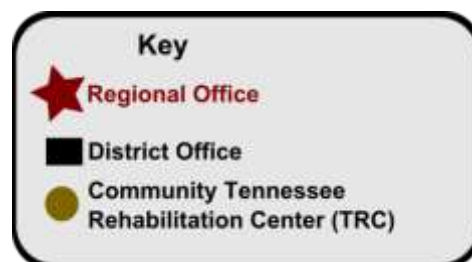 Key
Regional Office
District Office
Community Tennessee
Rehabilitation Center (TRC)